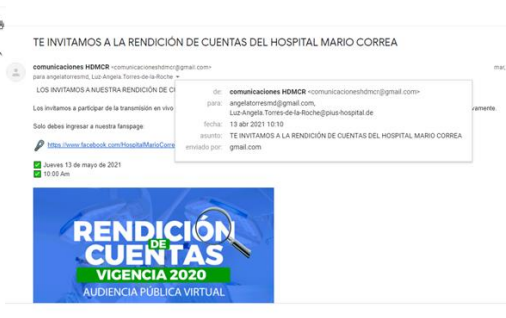 TE INVITAMOS A LA RENDICIÓN DE CUENTAS DEL HOSPITAL MARIO CORREA
comunicaciones HDMCR <comunicacioneshdmcr@gmail.com>
mar,
para angelatorresmd, Luz-Angela.Torres-de-la-Roche
LOS INVITAMOS A NUESTRA RENDICIÓN DE CU
de: comunicaciones HDMCR <comunicacioneshdmcr@gmail.com>
para: angelatorresmd@gmail.com,
Luz-Angela.Torres-de-la-Roche@pius-hospital.de
fecha: 13 abr 2021 10:10
asunto: TE INVITAMOS A LA RENDICIÓN DE CUENTAS DEL HOSPITAL MARIO CORREA
enviado por: gmail.com
Los invitamos a participar de la transmisión en vivo
vamente.
Solo debes ingresar a nuestra fanspage
https://www.facebook.com/HospitalMarioCorre
Jueves 13 de mayo de 2021
10:00 Am
RENDICIÓN
DE
CUENTAS
VIGENCIA 2020
AUDIENCIA PÚBLICA VIRTUAL